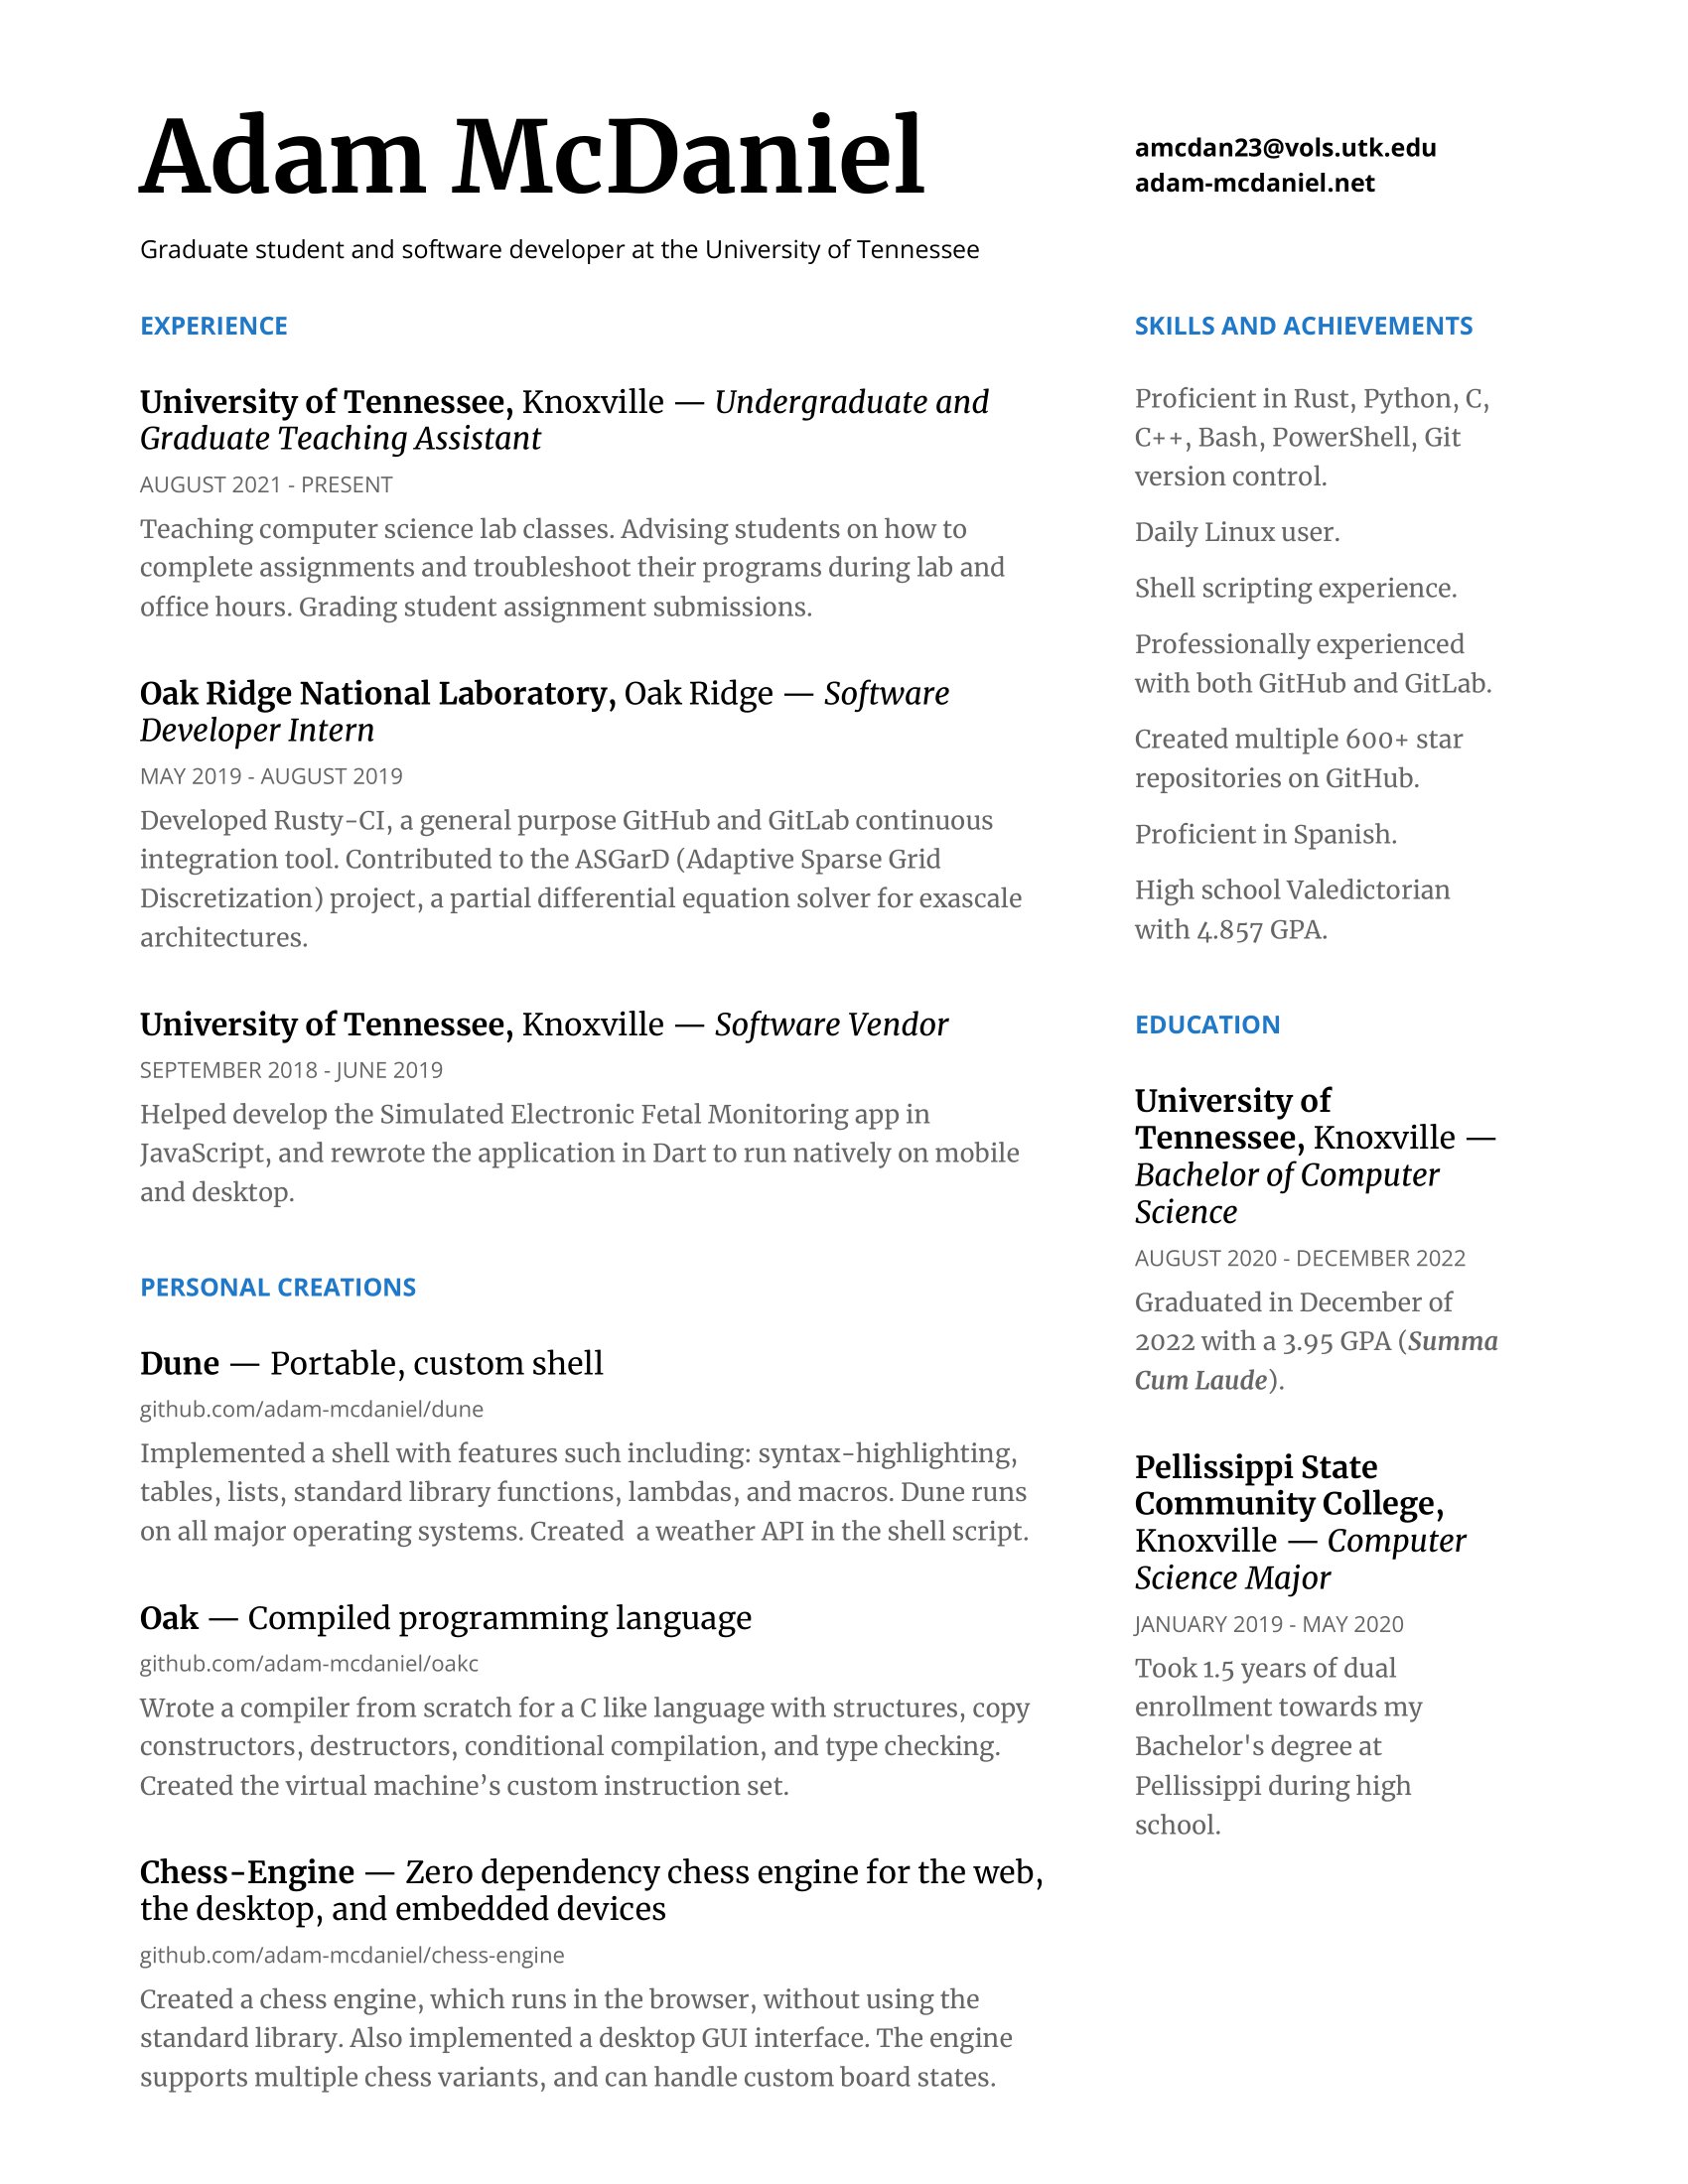 Adam McDaniel
Graduate student and software developer at the University of Tennessee
amcdan23@vols.utk.edu
adam-mcdaniel.net
EXPERIENCE
University of Tennessee, Knoxville — Undergraduate and
Graduate Teaching Assistant
AUGUST 2021 - PRESENT
Teaching computer science lab classes. Advising students on how to
complete assignments and troubleshoot their programs during lab and
office hours. Grading student assignment submissions.
Oak Ridge National Laboratory, Oak Ridge — Software
Developer Intern
MAY 2019 - AUGUST 2019
Developed Rusty-CI, a general purpose GitHub and GitLab continuous
integration tool. Contributed to the ASGarD (Adaptive Sparse Grid
Discretization) project, a partial differential equation solver for exascale
architectures.
University of Tennessee, Knoxville — Software Vendor
SEPTEMBER 2018 - JUNE 2019
Helped develop the Simulated Electronic Fetal Monitoring app in
JavaScript, and rewrote the application in Dart to run natively on mobile
and desktop.
PERSONAL CREATIONS
Dune — Portable, custom shell
github.com/adam-mcdaniel/dune
Implemented a shell with features such including: syntax-highlighting,
tables, lists, standard library functions, lambdas, and macros. Dune runs
on all major operating systems. Created  a weather API in the shell script.
Oak — Compiled programming language
github.com/adam-mcdaniel/oakc
Wrote a compiler from scratch for a C like language with structures, copy
constructors, destructors, conditional compilation, and type checking.
Created the virtual machine’s custom instruction set.
Chess-Engine — Zero dependency chess engine for the web,
the desktop, and embedded devices
github.com/adam-mcdaniel/chess-engine
Created a chess engine, which runs in the browser, without using the
standard library. Also implemented a desktop GUI interface. The engine
supports multiple chess variants, and can handle custom board states.
SKILLS AND ACHIEVEMENTS
Proficient in Rust, Python, C,
C++, Bash, PowerShell, Git
version control.
Daily Linux user.
Shell scripting experience.
Professionally experienced
with both GitHub and GitLab.
Created multiple 600+ star
repositories on GitHub.
Proficient in Spanish.
High school Valedictorian
with 4.857 GPA.
EDUCATION
University of
Tennessee, Knoxville —
Bachelor of Computer
Science
AUGUST 2020 - DECEMBER 2022
Graduated in December of
2022 with a 3.95 GPA (Summa
Cum Laude).
Pellissippi State
Community College,
Knoxville — Computer
Science Major
JANUARY 2019 - MAY 2020
Took 1.5 years of dual
enrollment towards my
Bachelor's degree at
Pellissippi during high
school.